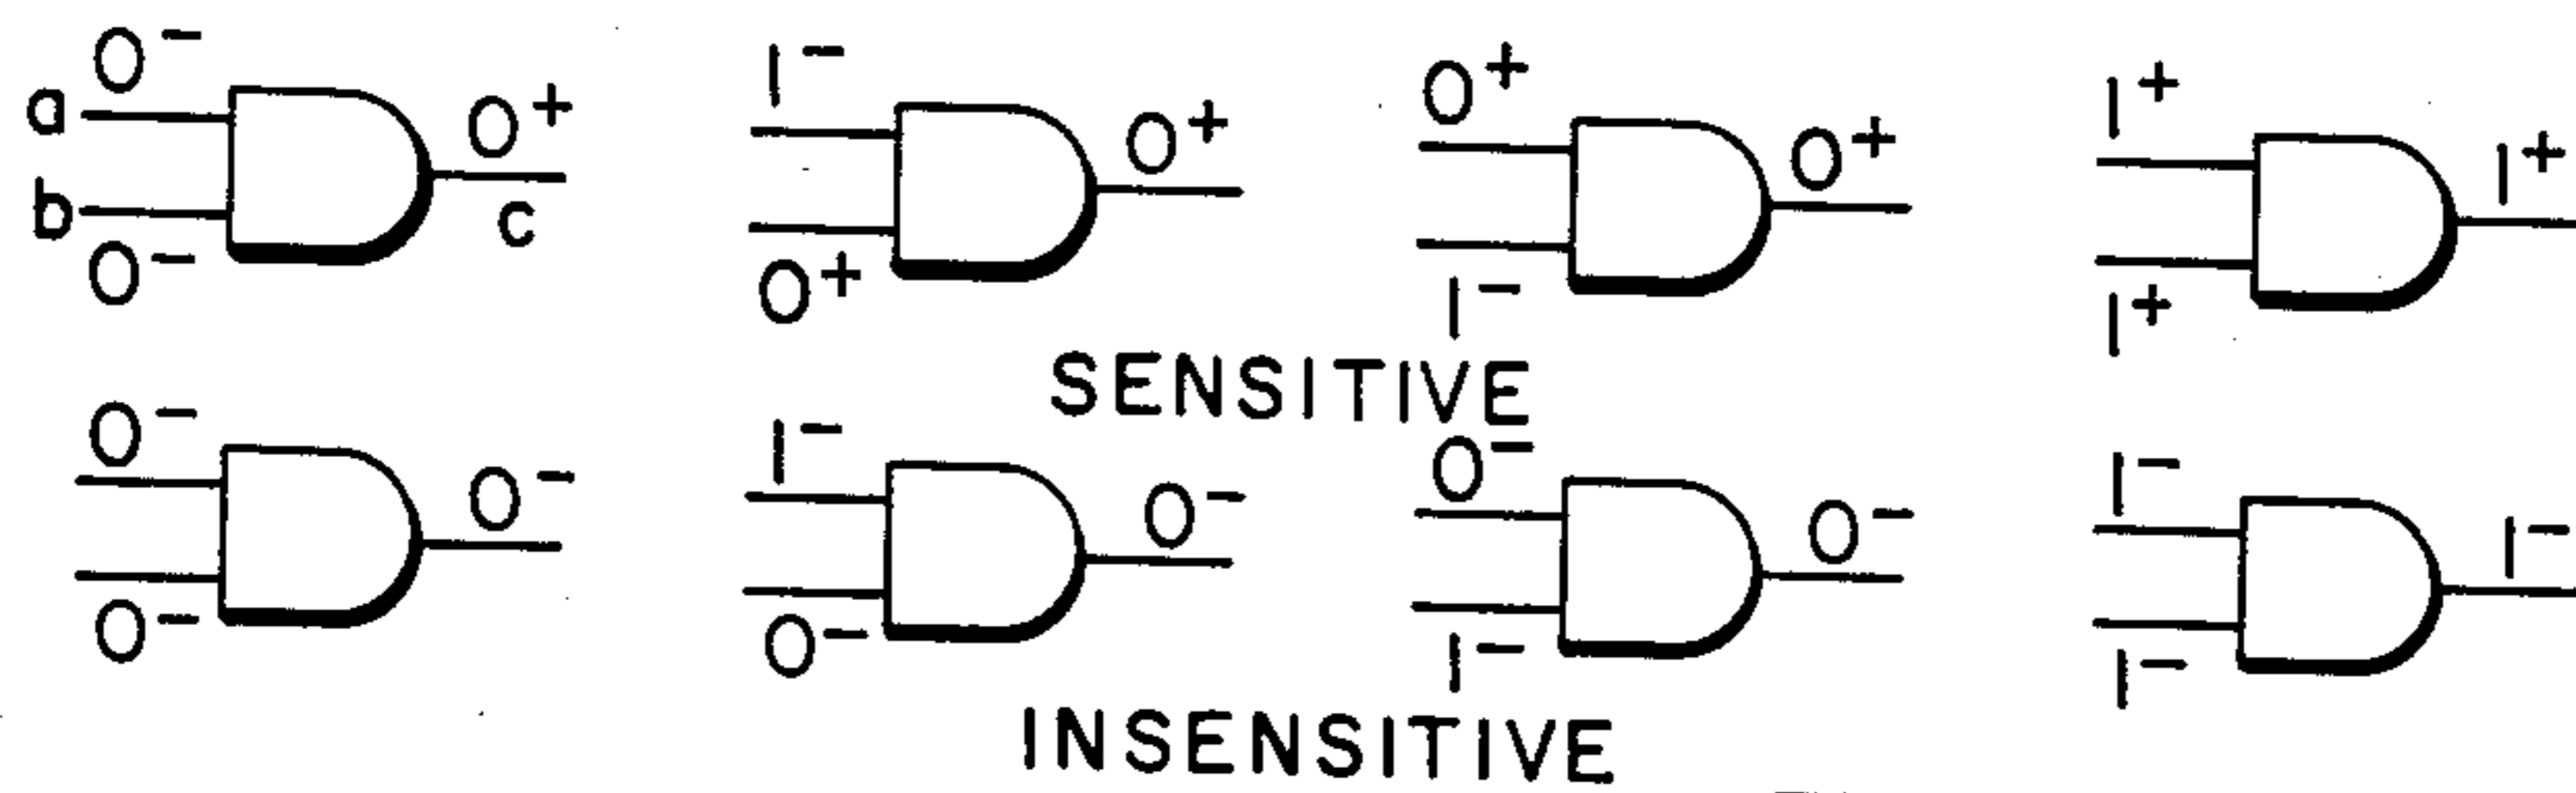 0⁻ 1⁻ 0⁺ 1⁺
a 0⁺ 0⁺ 0⁺ 1⁺
b c
0⁻ 0⁺ 1⁻ 1⁺
SENSITIVE
0⁻ 1⁻ 0⁻ 1⁻
0⁻ 0⁻ 0⁻ 1⁻
0⁻ 0⁻ 1⁻ 1⁻
INSENSITIVE